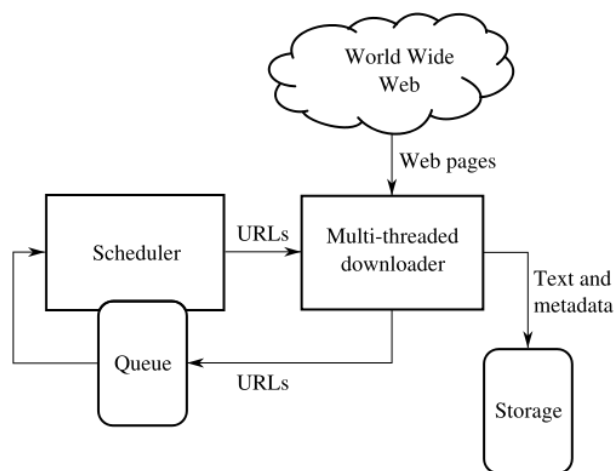 World Wide
Web
Web pages
Scheduler
URLs
Multi-threaded
downloader
Text and
metadata
Queue
URLs
Storage